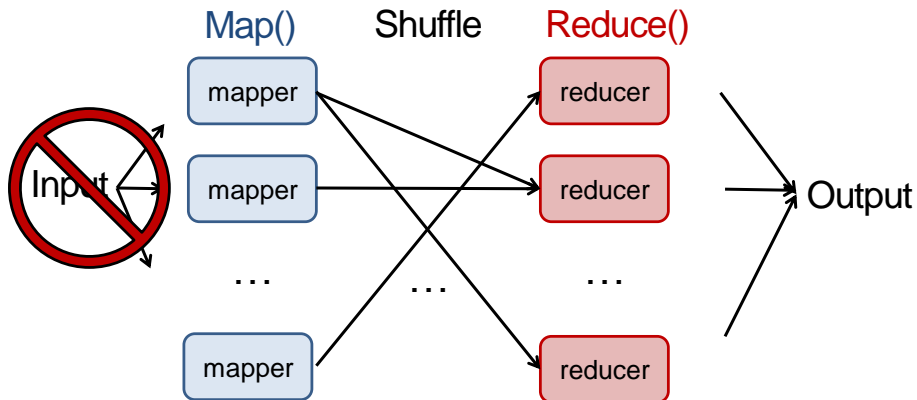 Map() Shuffle Reduce()
mapper reducer
Input mapper reducer Output
… … …
mapper reducer